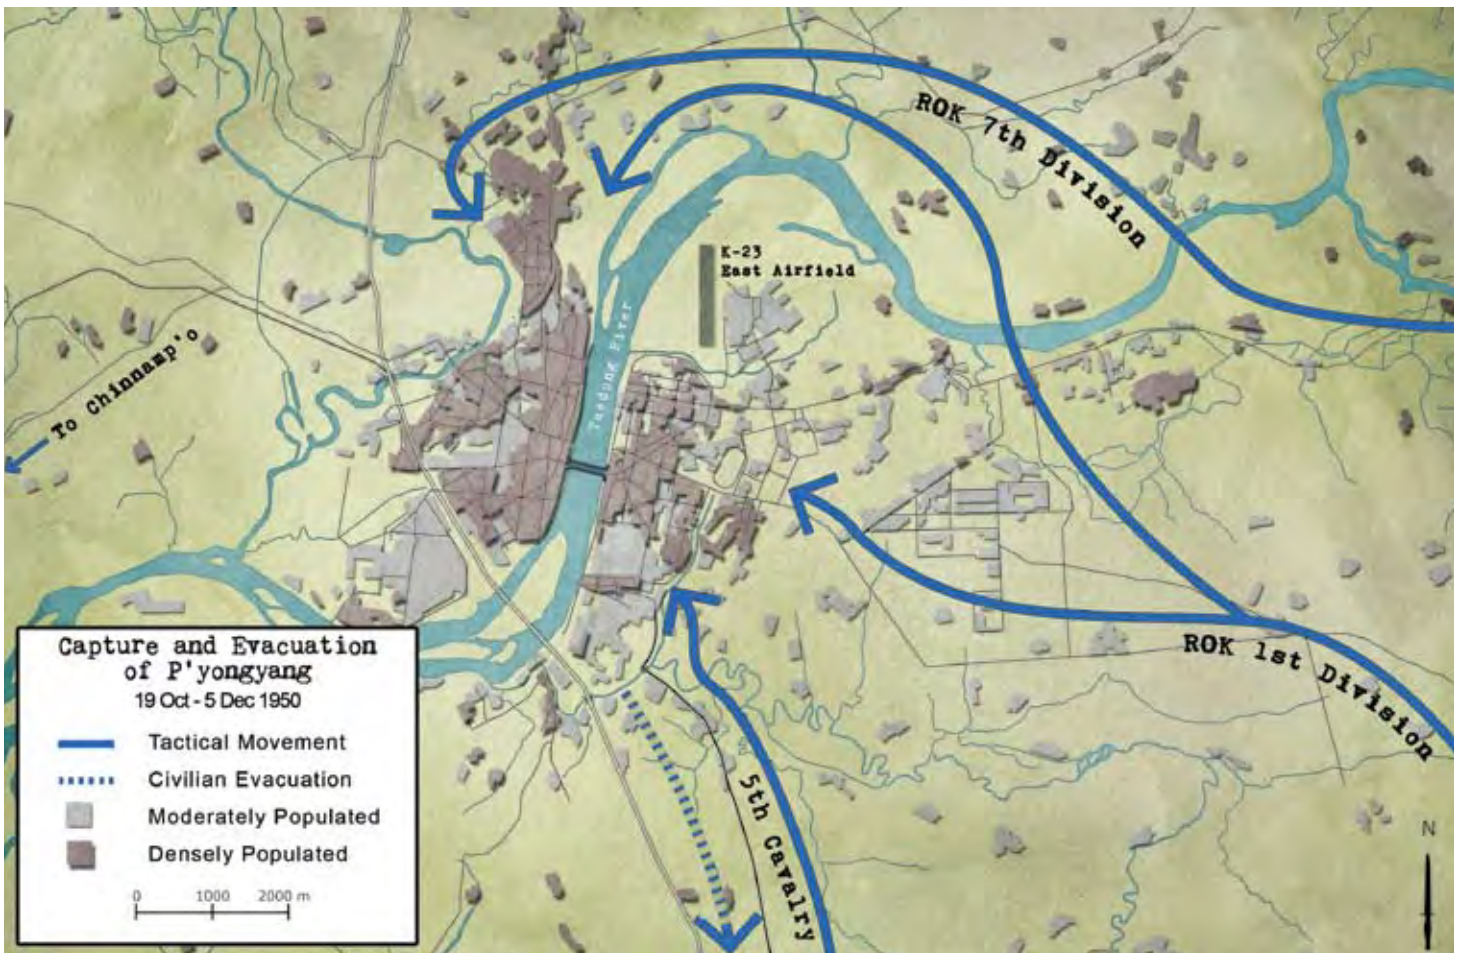 ROK 7th Division
K-23
East Airfield
Taedong River
To Chinnamp'o
ROK 1st Division
5th Cavalry
Capture and Evacuation
of P'yongyang
19 Oct - 5 Dec 1950
Tactical Movement
Civilian Evacuation
Moderately Populated
Densely Populated
0 1000 2000 m
N